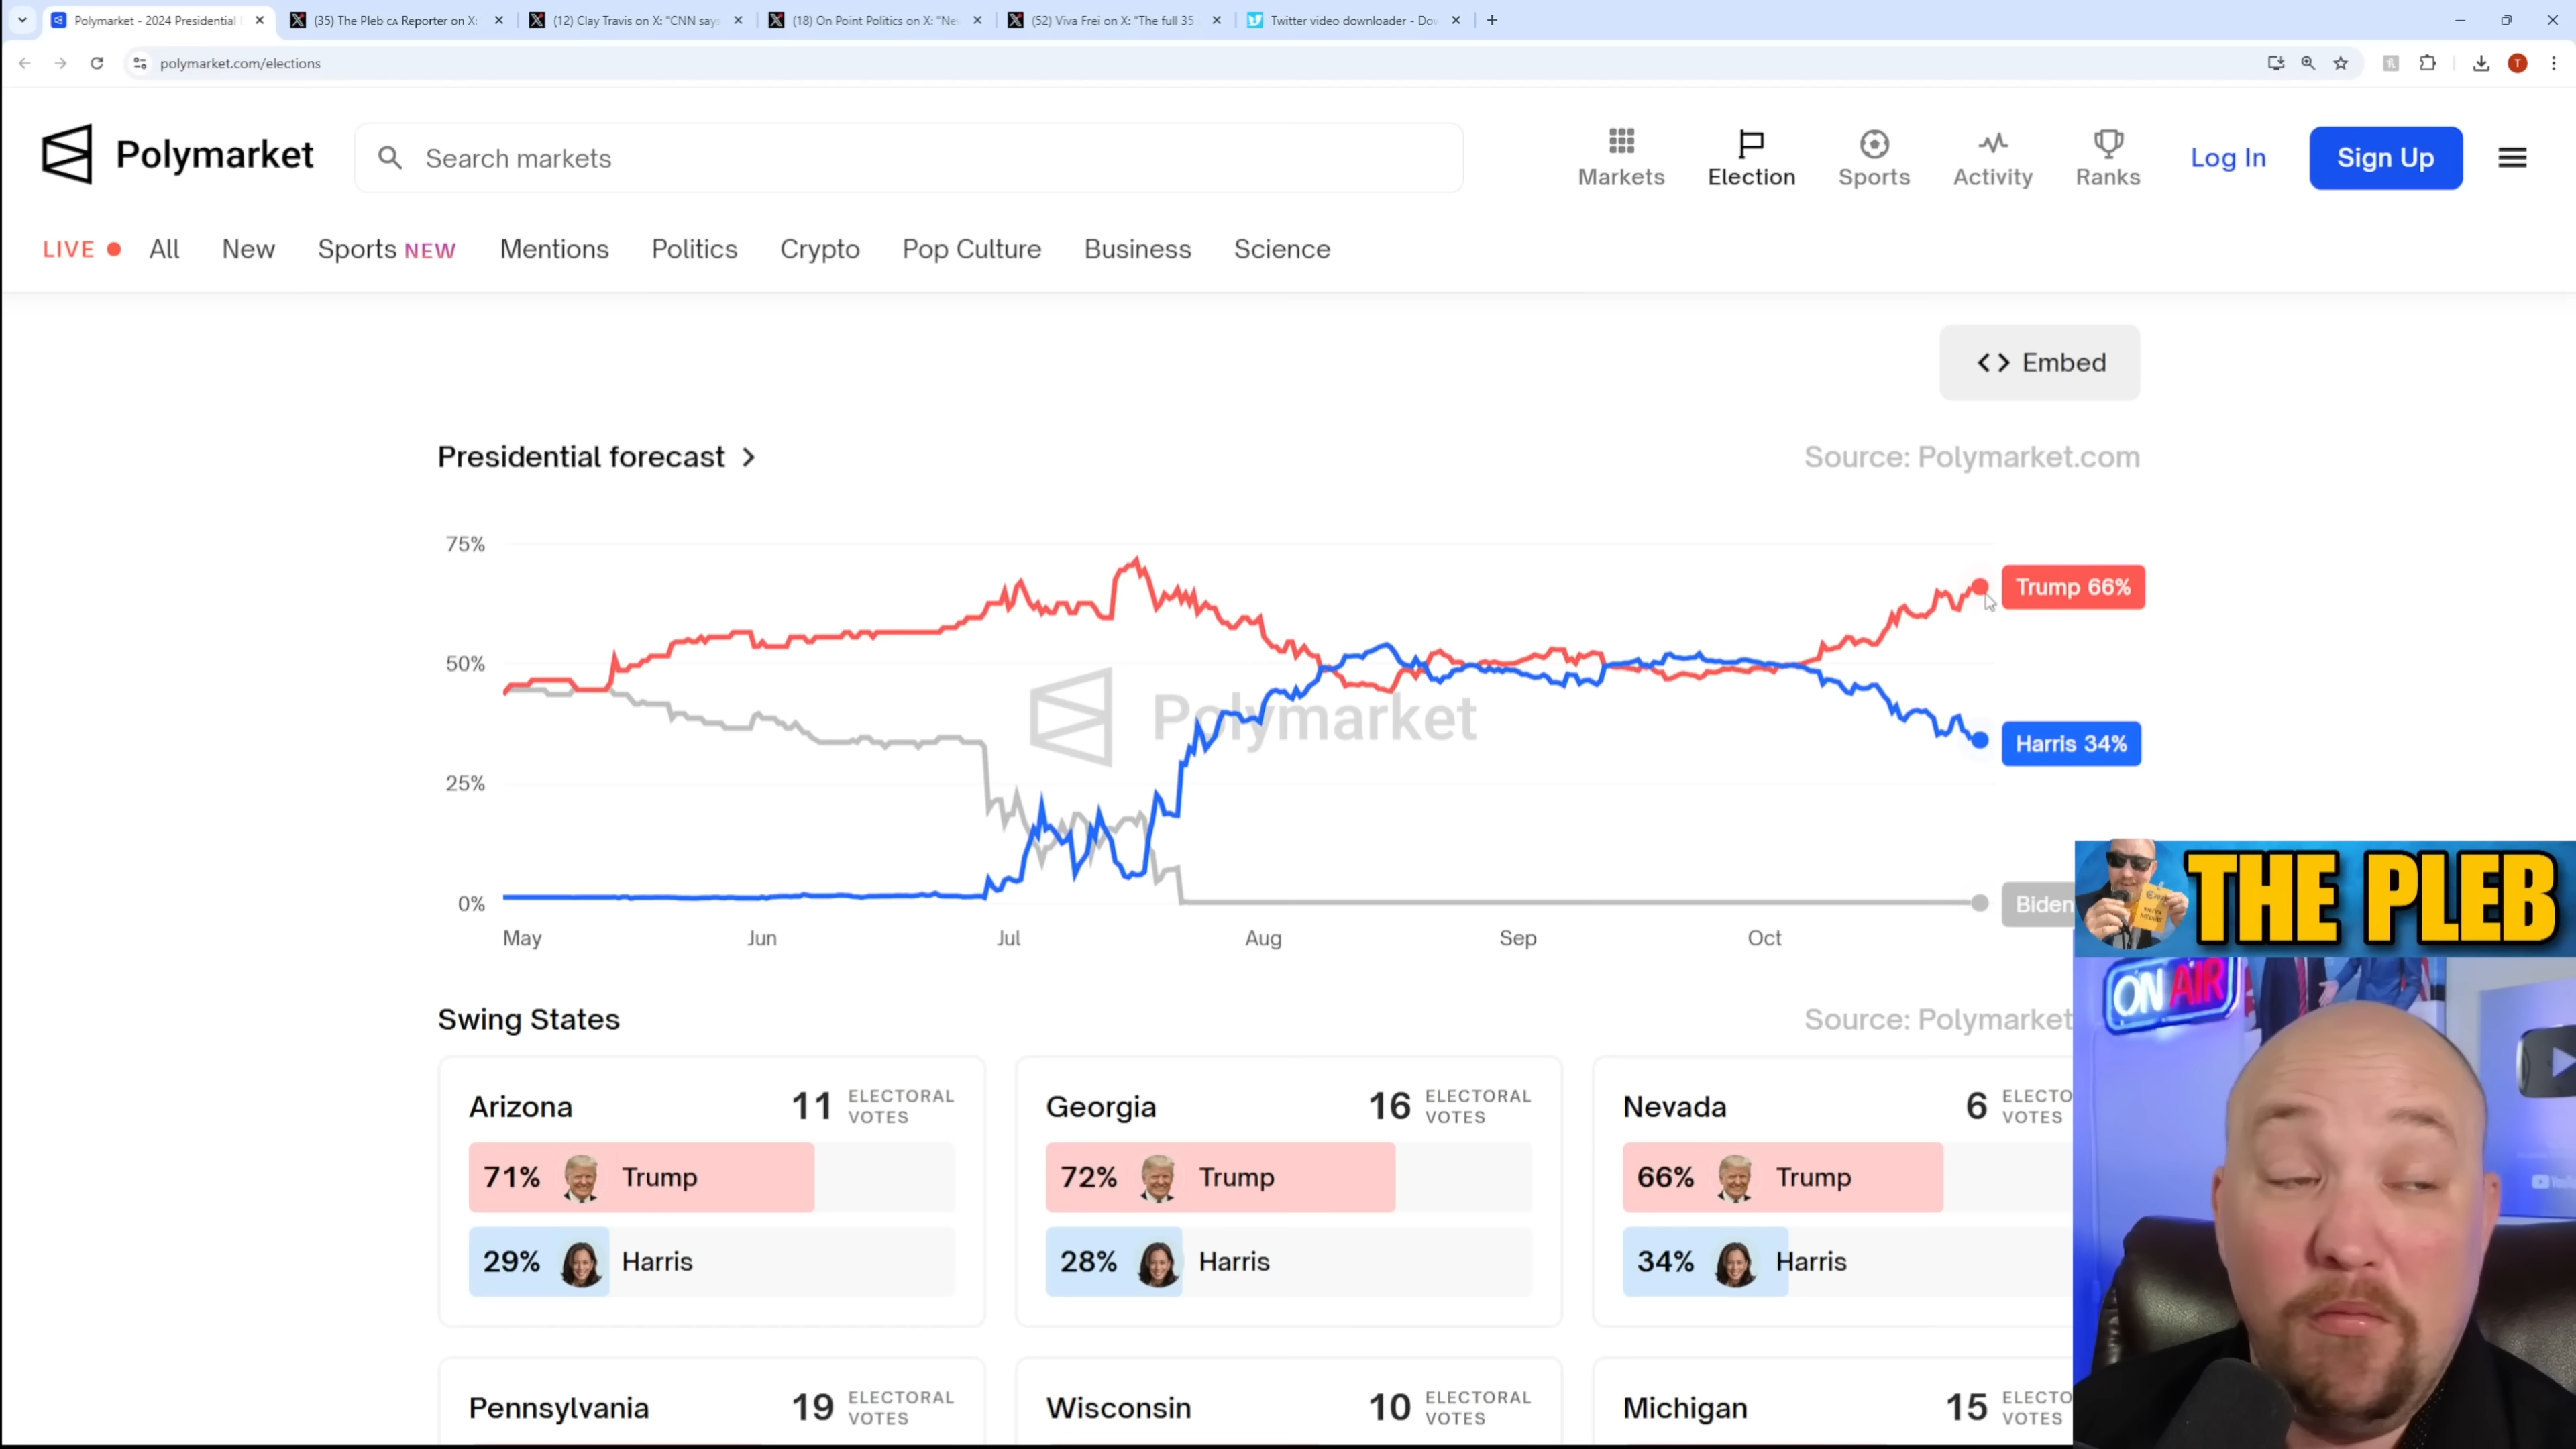 Polymarket - 2024 Presidential
(35) The Pleb CA Reporter on X:
(12) Clay Travis on X: "CNN says
(18) On Point Politics on X: "Ne
(52) Viva Frei on X: "The full 35
Twitter video downloader - Do
polymarket.com/elections
T
Polymarket
Search markets
Markets
Election
Sports
Activity
Ranks
Log In
Sign Up
LIVE
All
New
Sports NEW
Mentions
Politics
Crypto
Pop Culture
Business
Science
<> Embed
Presidential forecast >
Source: Polymarket.com
75%
50%
25%
0%
Polymarket
Trump 66%
Harris 34%
Biden
May
Jun
Jul
Aug
Sep
Oct
THE PLEB
ON AIR
Swing States
Source: Polymarket
Arizona
11 ELECTORAL VOTES
71% Trump
29% Harris
Georgia
16 ELECTORAL VOTES
72% Trump
28% Harris
Nevada
6 ELECTO
VOTES
66% Trump
34% Harris
Pennsylvania
19 ELECTORAL VOTES
Wisconsin
10 ELECTORAL VOTES
Michigan
15 ELECTO
VOTES